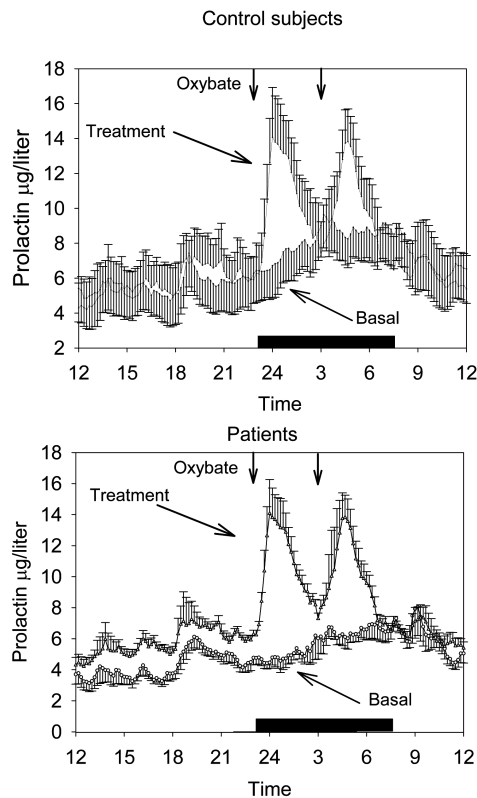 Control subjects
18
16
14
12
10
8
6
4
2
Prolactin µg/liter
Oxybate
Treatment
Basal
12 15 18 21 24 3 6 9 12
Time
Patients
18
16
14
12
10
8
6
4
2
0
Prolactin µg/liter
Oxybate
Treatment
Basal
12 15 18 21 24 3 6 9 12
Time